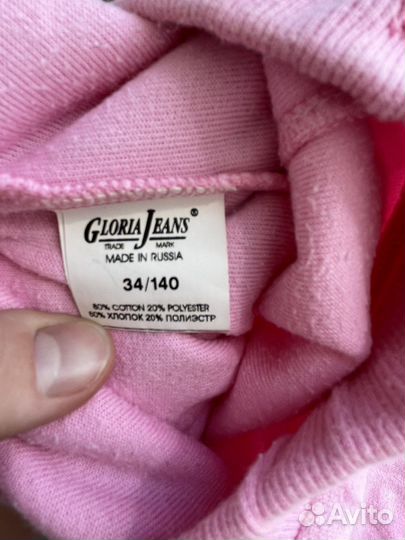 GLORIA JEANS®
TRADE MARK
MADE IN RUSSIA
34/140
80% COTTON 20% POLYESTER
80% ХЛОПОК 20% ПОЛИЭСТР
Avito